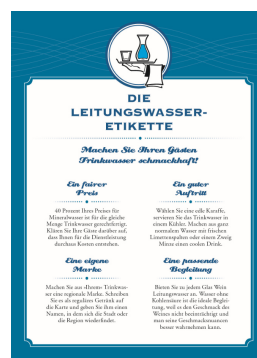 DIE
LEITUNGSWASSER-
ETIKETTE
Machen Sie Ihren Gästen
Trinkwasser schmackhaft!
Ein fairer
Preis
40 Prozent Ihres Preises für
Mineralwasser ist für die gleiche
Menge Trinkwasser gerechtfertigt.
Klären Sie Ihre Gäste darüber auf,
dass Ihnen für die Dienstleistung
durchaus Kosten entstehen.
Ein guter
Auftritt
Wählen Sie eine edle Karaffe,
servieren Sie das Trinkwasser in
einem Kühler. Machen aus ganz
normalem Wasser mit frischen
Limettenspalten oder einem Zweig
Minze einen coolen Drink.
Eine eigene
Marke
Machen Sie aus «Ihrem» Trinkwas-
ser eine regionale Marke. Schreiben
Sie es als reguläres Getränk auf
die Karte und geben Sie ihm einen
Namen, in dem sich die Stadt oder
die Region wiederfindet.
Eine passende
Begleitung
Bieten Sie zu jedem Glas Wein
Leitungswasser an. Wasser ohne
Kohlensäure ist die ideale Beglei-
tung, weil es den Geschmack des
Weines nicht beeinträchtigt und
man seine Geschmacksnuancen
besser wahrnehmen kann.